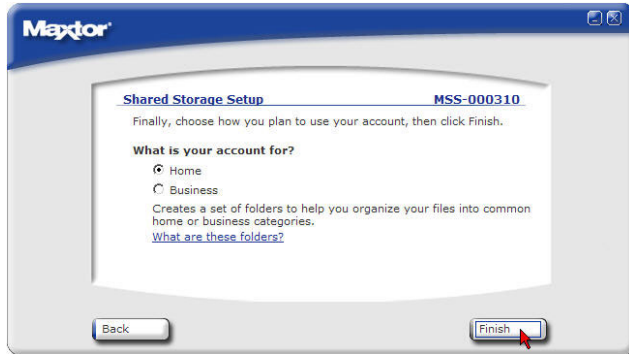 Maxtor
Shared Storage Setup MSS-000310
Finally, choose how you plan to use your account, then click Finish.
What is your account for?
Home
Business
Creates a set of folders to help you organize your files into common
home or business categories.
What are these folders?
Back Finish